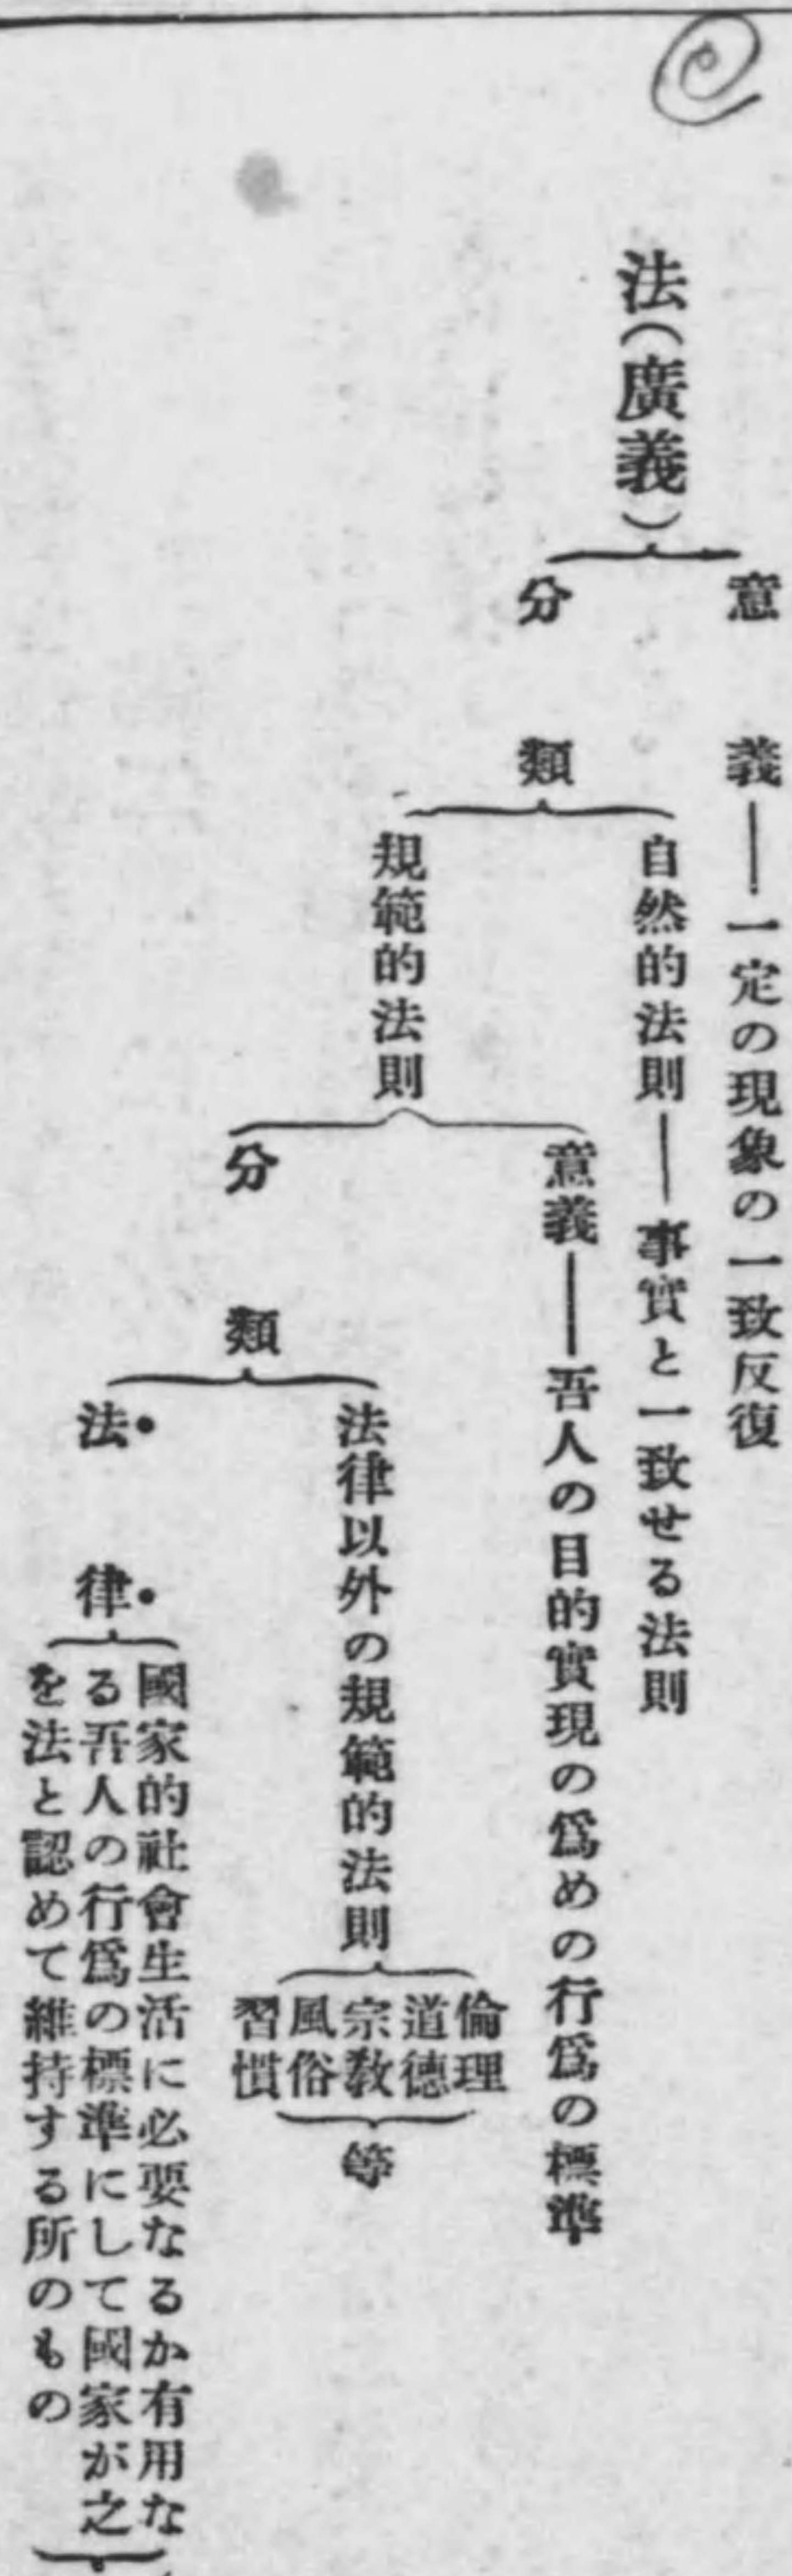 法(廣義)
意義――一定の現象の一致反復
分類
自然的法則――事實と一致せる法則
規範的法則
意義――吾人の目的實現の爲めの行爲の標準
分類
法律以外の規範的法則
倫理
道德
宗教
風俗
習慣
等
法律
國家的社會生活に必要なるか有用な
る吾人の行爲の標準にして國家が之
を法と認めて維持する所のもの